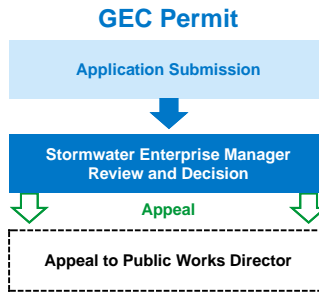 GEC Permit
Application Submission
Stormwater Enterprise Manager
Review and Decision
Appeal
Appeal to Public Works Director